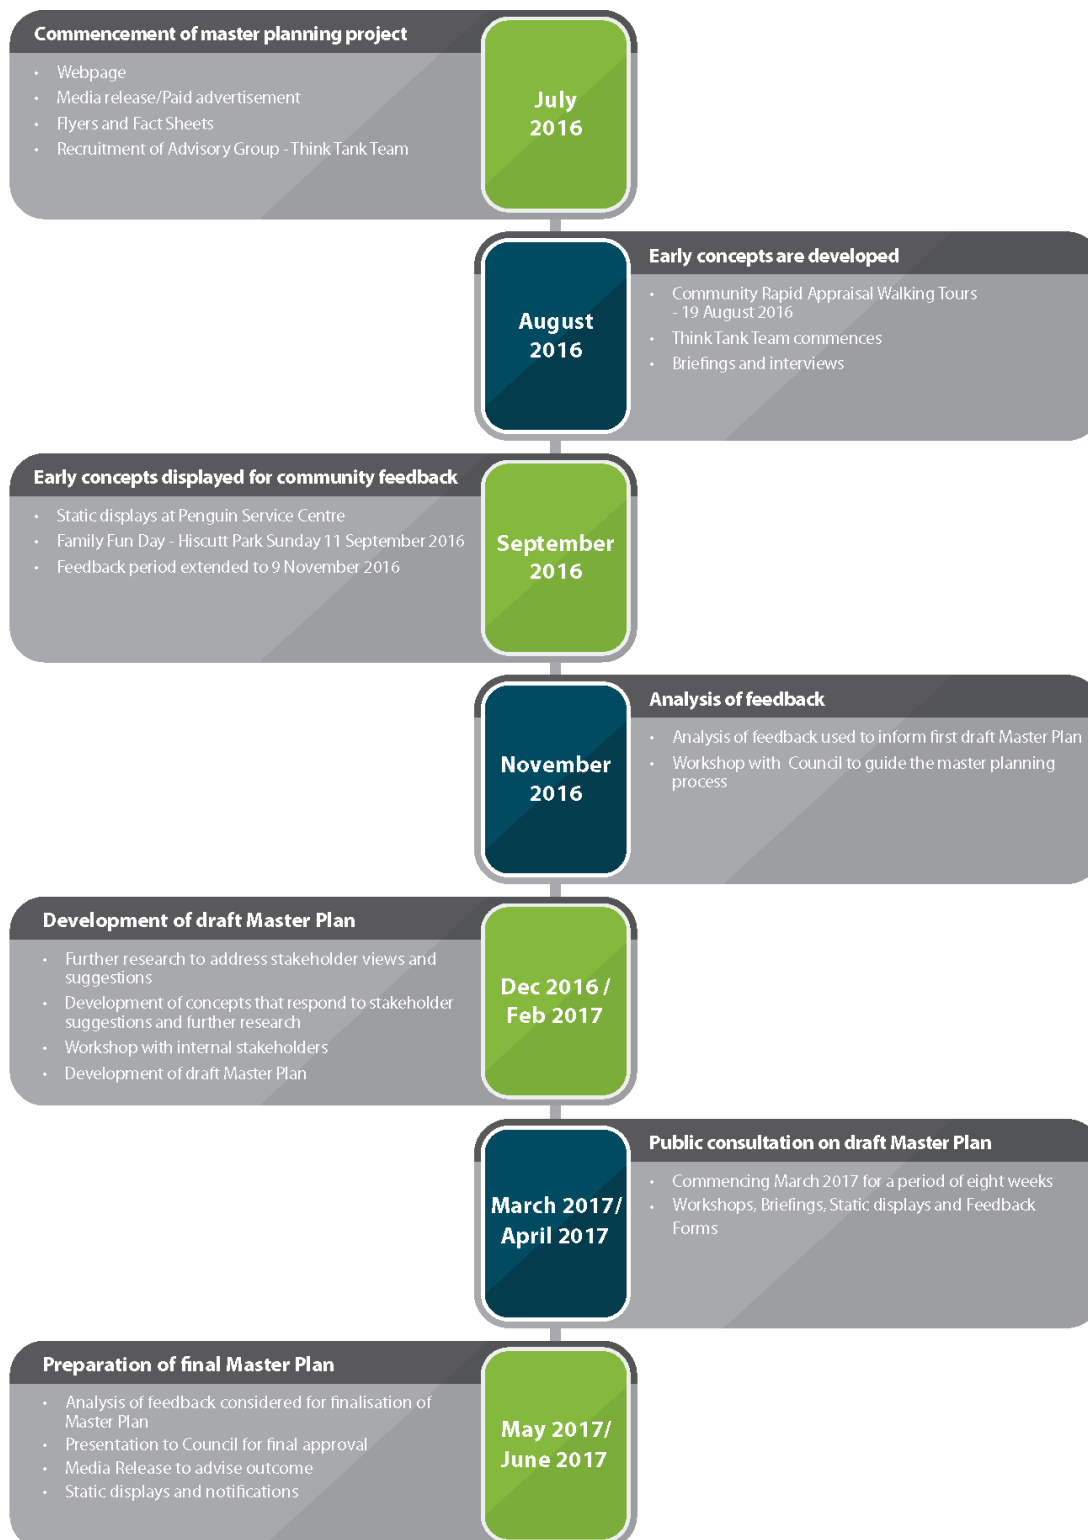 Commencement of master planning project
• Webpage
• Media release/Paid advertisement
• Flyers and Fact Sheets
• Recruitment of Advisory Group - Think Tank Team
July
2016
August
2016
Early concepts are developed
• Community Rapid Appraisal Walking Tours
- 19 August 2016
• Think Tank Team commences
• Briefings and interviews
Early concepts displayed for community feedback
• Static displays at Penguin Service Centre
• Family Fun Day - Hiscutt Park Sunday 11 September 2016
• Feedback period extended to 9 November 2016
September
2016
November
2016
Analysis of feedback
• Analysis of feedback used to inform first draft Master Plan
• Workshop with Council to guide the master planning
process
Development of draft Master Plan
• Further research to address stakeholder views and
suggestions
• Development of concepts that respond to stakeholder
suggestions and further research
• Workshop with internal stakeholders
• Development of draft Master Plan
Dec 2016 /
Feb 2017
March 2017/
April 2017
Public consultation on draft Master Plan
• Commencing March 2017 for a period of eight weeks
• Workshops, Briefings, Static displays and Feedback
Forms
Preparation of final Master Plan
• Analysis of feedback considered for finalisation of
Master Plan
• Presentation to Council for final approval
• Media Release to advise outcome
• Static displays and notifications
May 2017/
June 2017